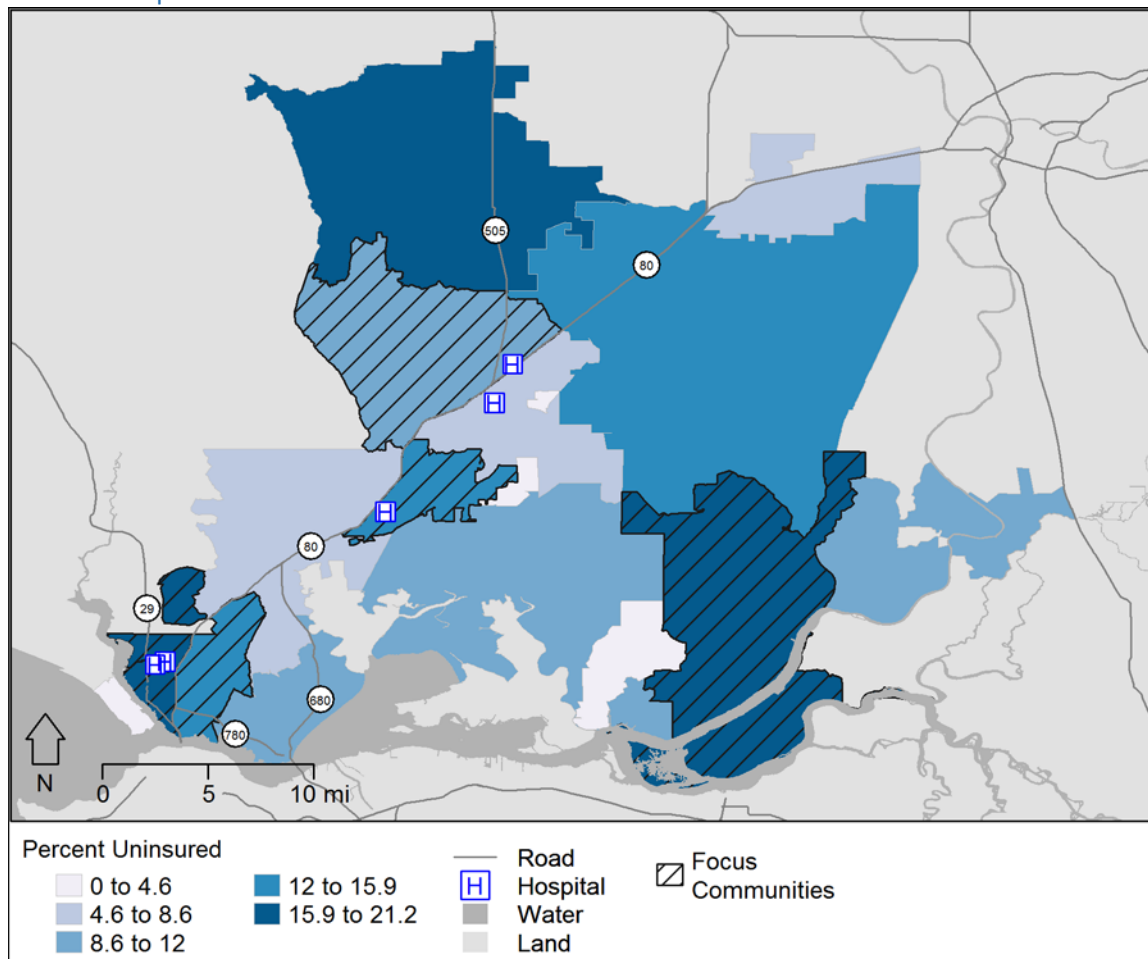 505
80
80
29
680
780
N
0 5 10 mi
Percent Uninsured
0 to 4.6
4.6 to 8.6
8.6 to 12
12 to 15.9
15.9 to 21.2
Road
H Hospital
Water
Land
Focus
Communities
H
H
H
H
H